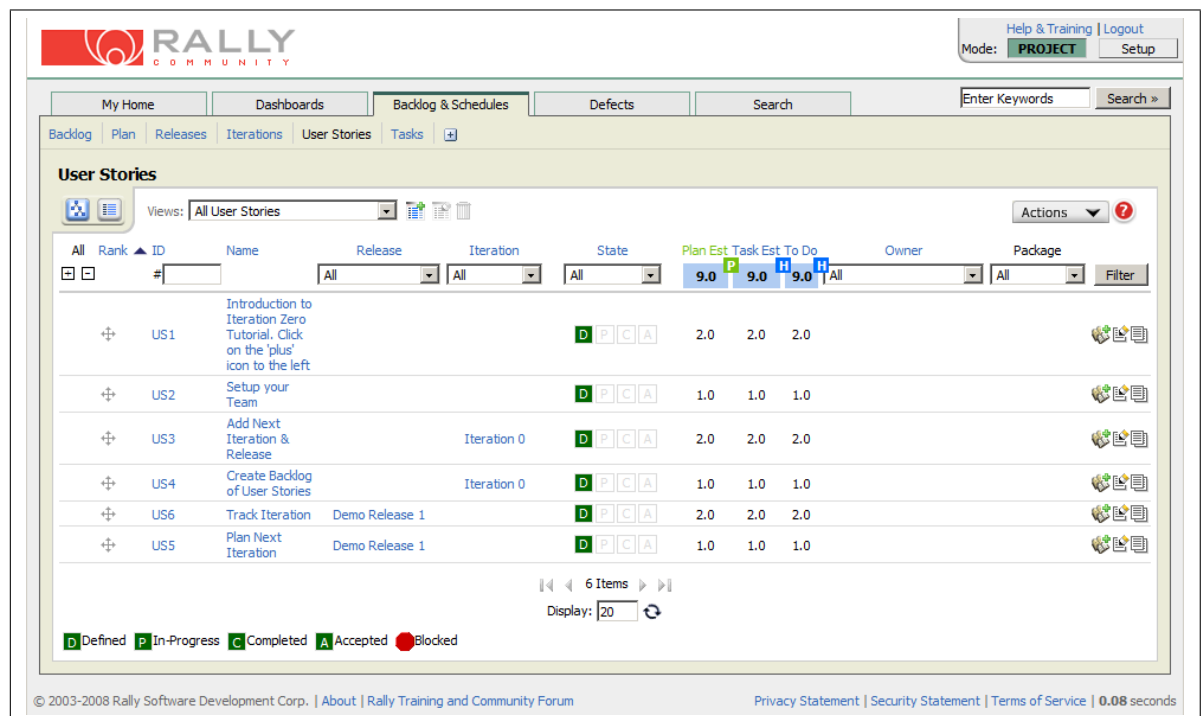 RALLY
COMMUNITY
Help & Training | Logout
Mode: PROJECT Setup
My Home Dashboards Backlog & Schedules Defects Search
Enter Keywords Search »
Backlog Plan Releases Iterations User Stories Tasks
User Stories
Views: All User Stories
Actions ?
All Rank ID Name Release Iteration State Plan Est Task Est To Do Owner Package
# All All All 9.0 P 9.0 H 9.0 H All All Filter
Introduction to
Iteration Zero
Tutorial. Click
on the 'plus'
icon to the left
US1 D P C A 2.0 2.0 2.0
Setup your
Team
US2 D P C A 1.0 1.0 1.0
Add Next
Iteration &
Release
US3 Iteration 0 D P C A 2.0 2.0 2.0
Create Backlog
of User Stories
US4 Iteration 0 D P C A 1.0 1.0 1.0
US6 Track Iteration Demo Release 1 D P C A 2.0 2.0 2.0
Plan Next
Iteration
US5 Demo Release 1 D P C A 1.0 1.0 1.0
6 Items
Display: 20
D Defined P In-Progress C Completed A Accepted Blocked
© 2003-2008 Rally Software Development Corp. | About | Rally Training and Community Forum
Privacy Statement | Security Statement | Terms of Service | 0.08 seconds